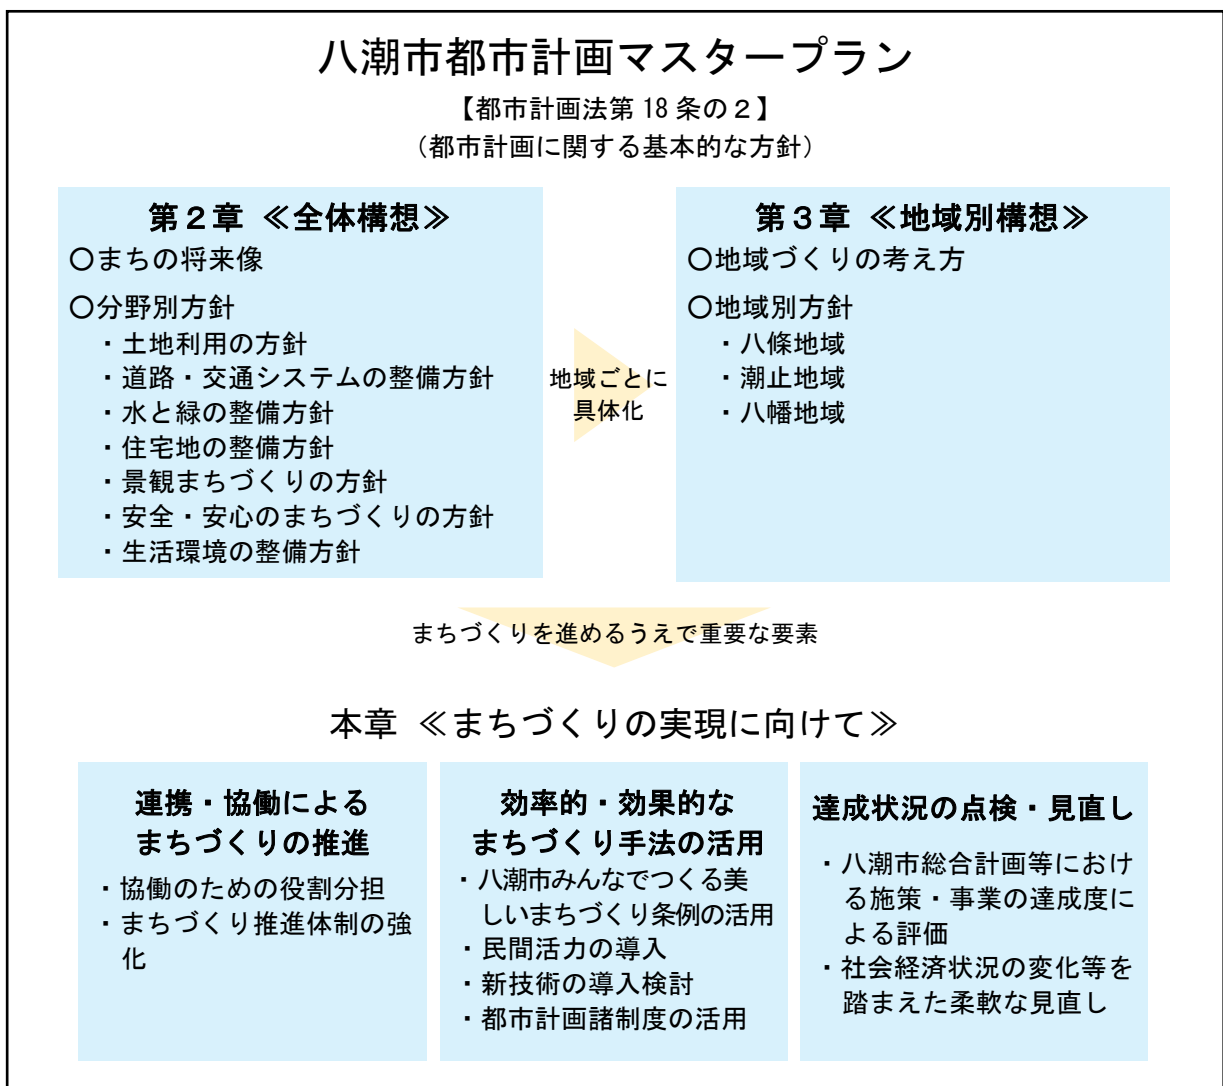 八潮市都市計画マスタープラン
【都市計画法第 18 条の２】
（都市計画に関する基本的な方針）
第２章 ≪全体構想≫
〇まちの将来像
〇分野別方針
・土地利用の方針
・道路・交通システムの整備方針
・水と緑の整備方針
・住宅地の整備方針
・景観まちづくりの方針
・安全・安心のまちづくりの方針
・生活環境の整備方針
地域ごとに
具体化
第３章 ≪地域別構想≫
〇地域づくりの考え方
〇地域別方針
・八條地域
・潮止地域
・八幡地域
まちづくりを進めるうえで重要な要素
本章 ≪まちづくりの実現に向けて≫
連携・協働による
まちづくりの推進
・協働のための役割分担
・まちづくり推進体制の強
化
効率的・効果的な
まちづくり手法の活用
・八潮市みんなでつくる美
しいまちづくり条例の活用
・民間活力の導入
・新技術の導入検討
・都市計画諸制度の活用
達成状況の点検・見直し
・八潮市総合計画等におけ
る施策・事業の達成度に
よる評価
・社会経済状況の変化等を
踏まえた柔軟な見直し